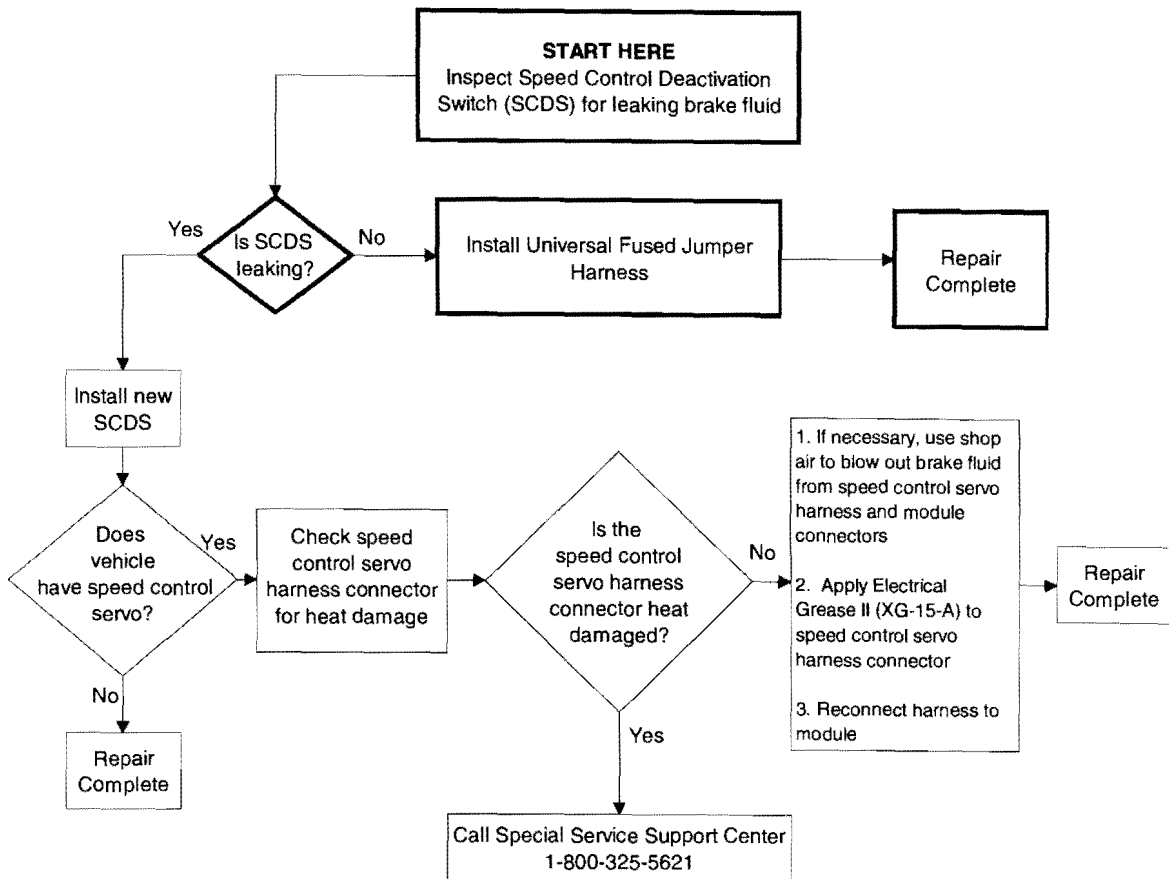 START HERE
Inspect Speed Control Deactivation
Switch (SCDS) for leaking brake fluid
Yes
Is SCDS
leaking?
No
Install Universal Fused Jumper
Harness
Repair
Complete
Install new
SCDS
Does
vehicle
have speed control
servo?
Yes
Check speed
control servo
harness connector
for heat damage
Is the
speed control
servo harness
connector heat
damaged?
No
1. If necessary, use shop
air to blow out brake fluid
from speed control servo
harness and module
connectors
2. Apply Electrical
Grease II (XG-15-A) to
speed control servo
harness connector
3. Reconnect harness to
module
Repair
Complete
No
Repair
Complete
Yes
Call Special Service Support Center
1-800-325-5621